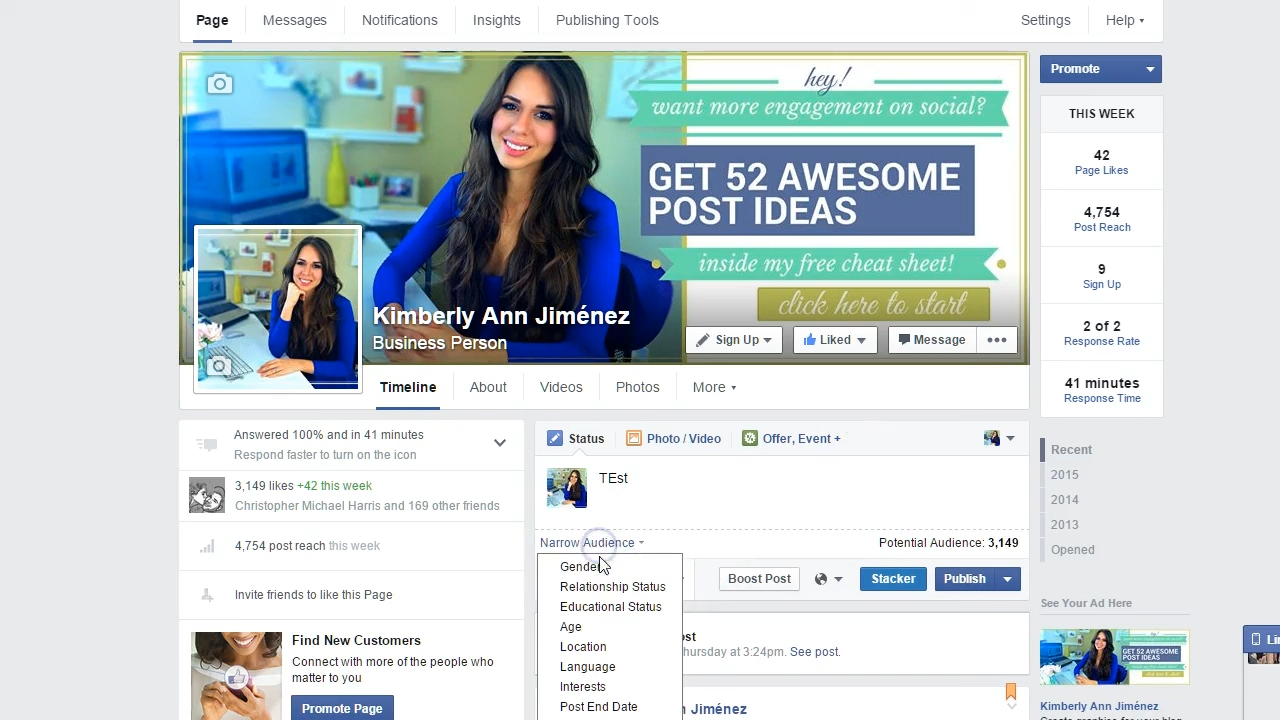 Page
Messages
Notifications
Insights
Publishing Tools
Settings
Help
hey!
want more engagement on social?
GET 52 AWESOME
POST IDEAS
inside my free cheat sheet!
click here to start
Kimberly Ann Jiménez
Business Person
Sign Up
Liked
Message
Timeline
About
Videos
Photos
More
Promote
THIS WEEK
42
Page Likes
4,754
Post Reach
9
Sign Up
2 of 2
Response Rate
41 minutes
Response Time
Recent
2015
2014
2013
Opened
See Your Ad Here
Kimberly Ann Jiménez
Answered 100% and in 41 minutes
Respond faster to turn on the icon
3,149 likes +42 this week
Christopher Michael Harris and 169 other friends
4,754 post reach this week
Invite friends to like this Page
Find New Customers
Connect with more of the people who
matter to you
Promote Page
Status
Photo / Video
Offer, Event +
TEst
Narrow Audience
Potential Audience: 3,149
Gender
Relationship Status
Educational Status
Age
Location
Language
Interests
Post End Date
Boost Post
Stacker
Publish
Thursday at 3:24pm. See post.
Jiménez